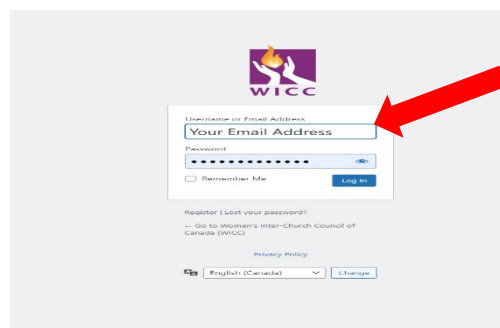 WICC
Username or Email Address
Your Email Address
Password
Remember Me
Log In
Register | Lost your password?
← Go to Women's Inter-Church Council of
Canada (WICC)
Privacy Policy
English (Canada)
Change